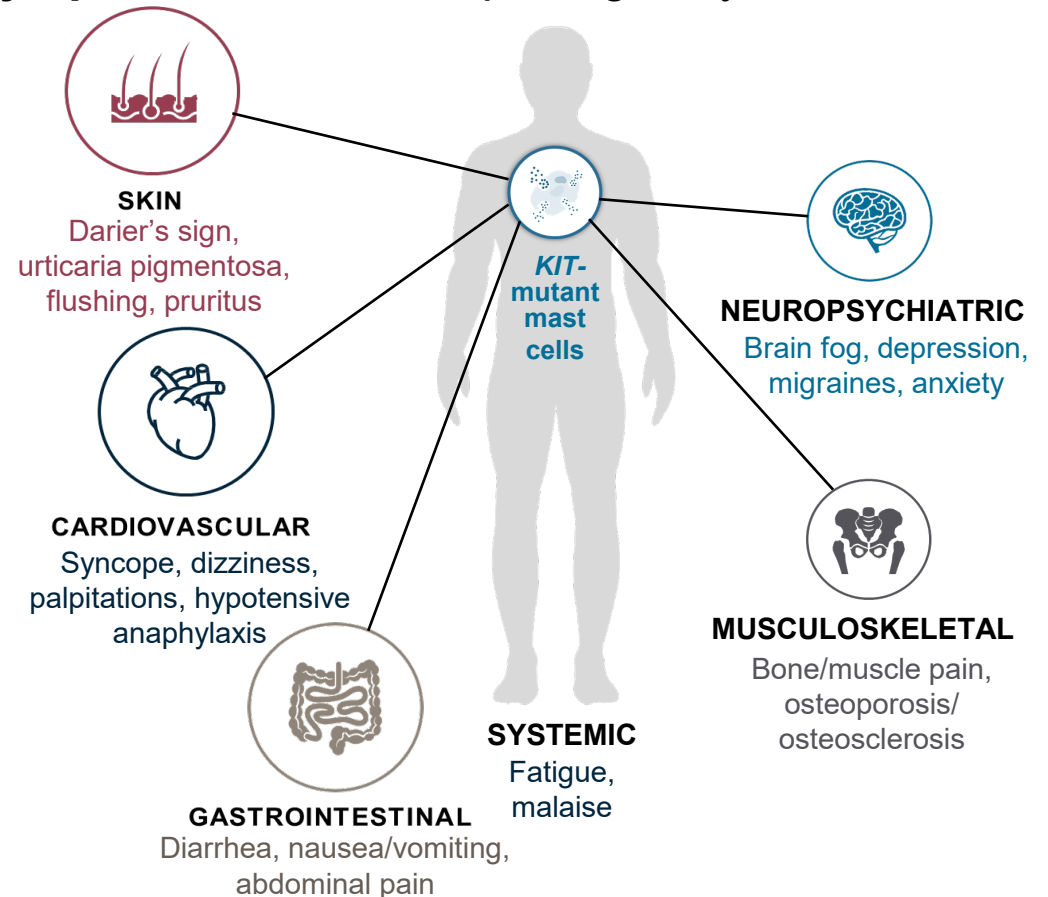 SKIN
Darier’s sign,
urticaria pigmentosa,
flushing, pruritus
CARDIOVASCULAR
Syncope, dizziness,
palpitations, hypotensive
anaphylaxis
GASTROINTESTINAL
Diarrhea, nausea/vomiting,
abdominal pain
KIT-
mutant
mast
cells
SYSTEMIC
Fatigue,
malaise
NEUROPSYCHIATRIC
Brain fog, depression,
migraines, anxiety
MUSCULOSKELETAL
Bone/muscle pain,
osteoporosis/
osteosclerosis